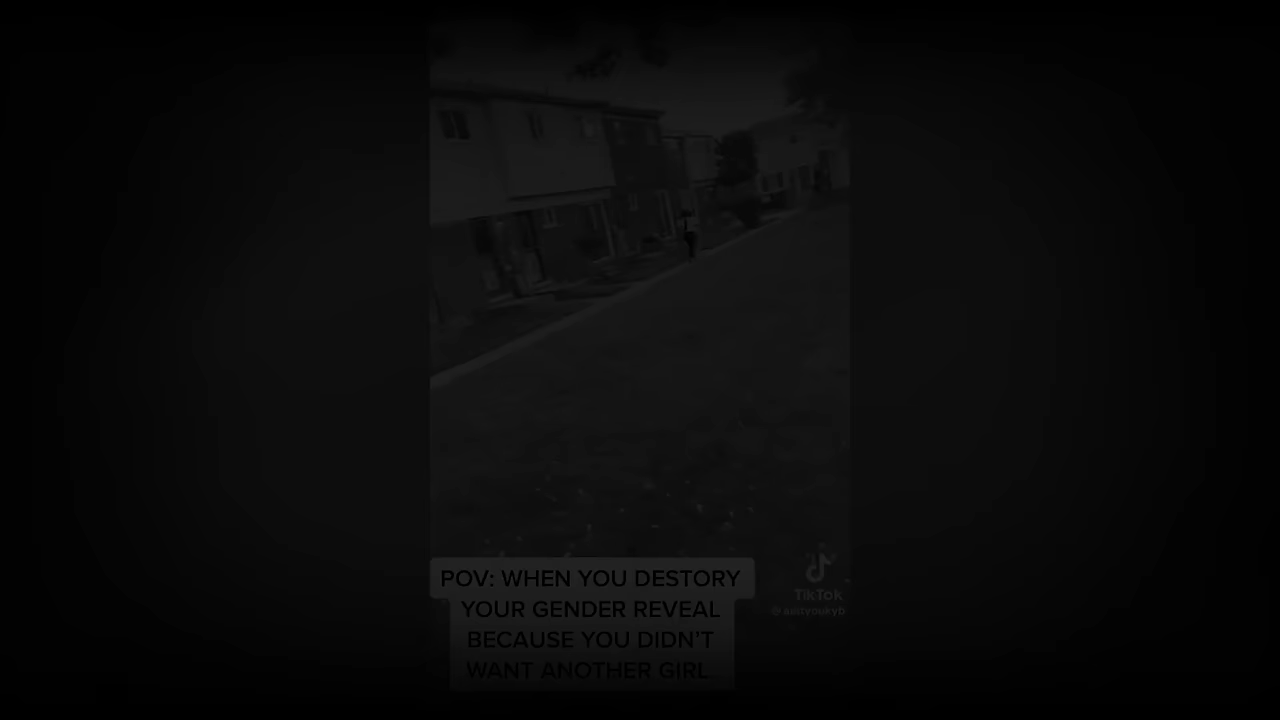 POV: WHEN YOU DESTORY
YOUR GENDER REVEAL
BECAUSE YOU DIDN'T
WANT ANOTHER GIRL
TikTok